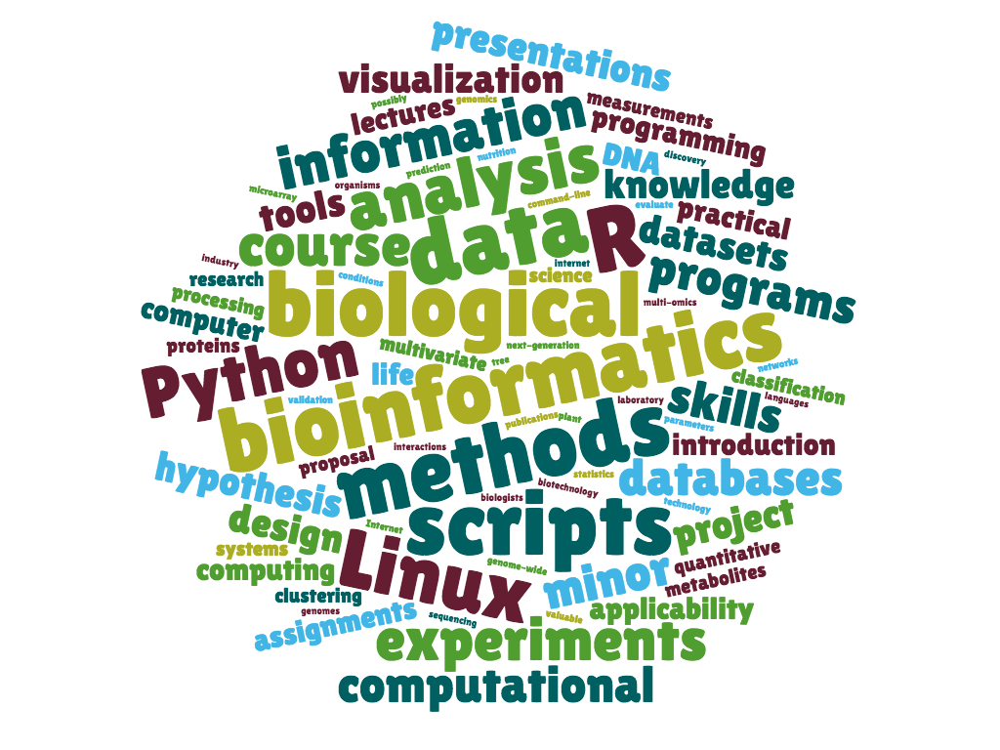 presentations
visualization
possibly
genomics
lectures
measurements
information
programming
nutrition
DNA
discovery
prediction
analysis
organisms
microarray
knowledge
tools
command-line
evaluate
practical
course
data
R
datasets
industry
internet
research
conditions
science
programs
processing
biological
multi-omics
computer
proteins
multivariate
next-generation
tree
Python
life
bioinformatics
networks
classification
validation
languages
laboratory
skills
publications
plant
parameters
methods
interactions
introduction
proposal
hypothesis
statistics
databases
biotechnology
biologists
technology
scripts
design
Internet
project
systems
quantitative
computing
Linux
genome-wide
minor
metabolites
clustering
genomes
assignments
sequencing
valuable
applicability
experiments
computational